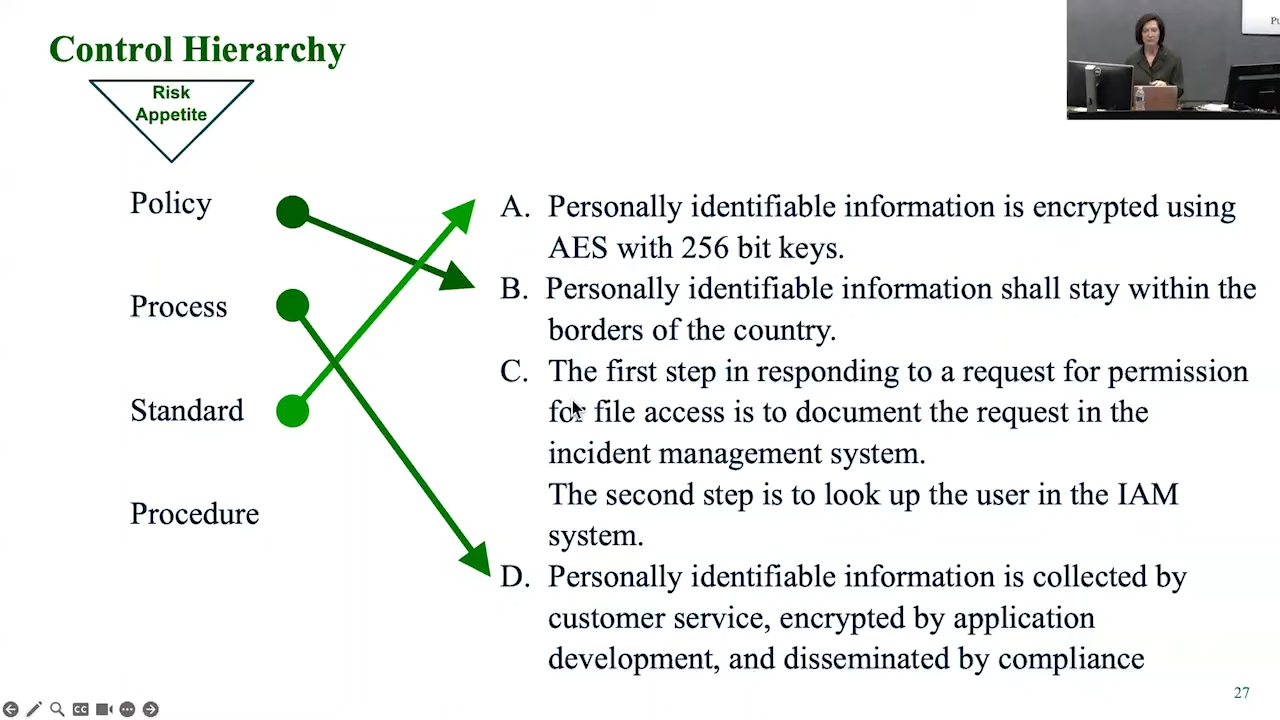 Control Hierarchy
Risk
Appetite
Policy
Process
Standard
Procedure
A. Personally identifiable information is encrypted using
AES with 256 bit keys.
B. Personally identifiable information shall stay within the
borders of the country.
C. The first step in responding to a request for permission
for file access is to document the request in the
incident management system.
The second step is to look up the user in the IAM
system.
D. Personally identifiable information is collected by
customer service, encrypted by application
development, and disseminated by compliance
27
CC